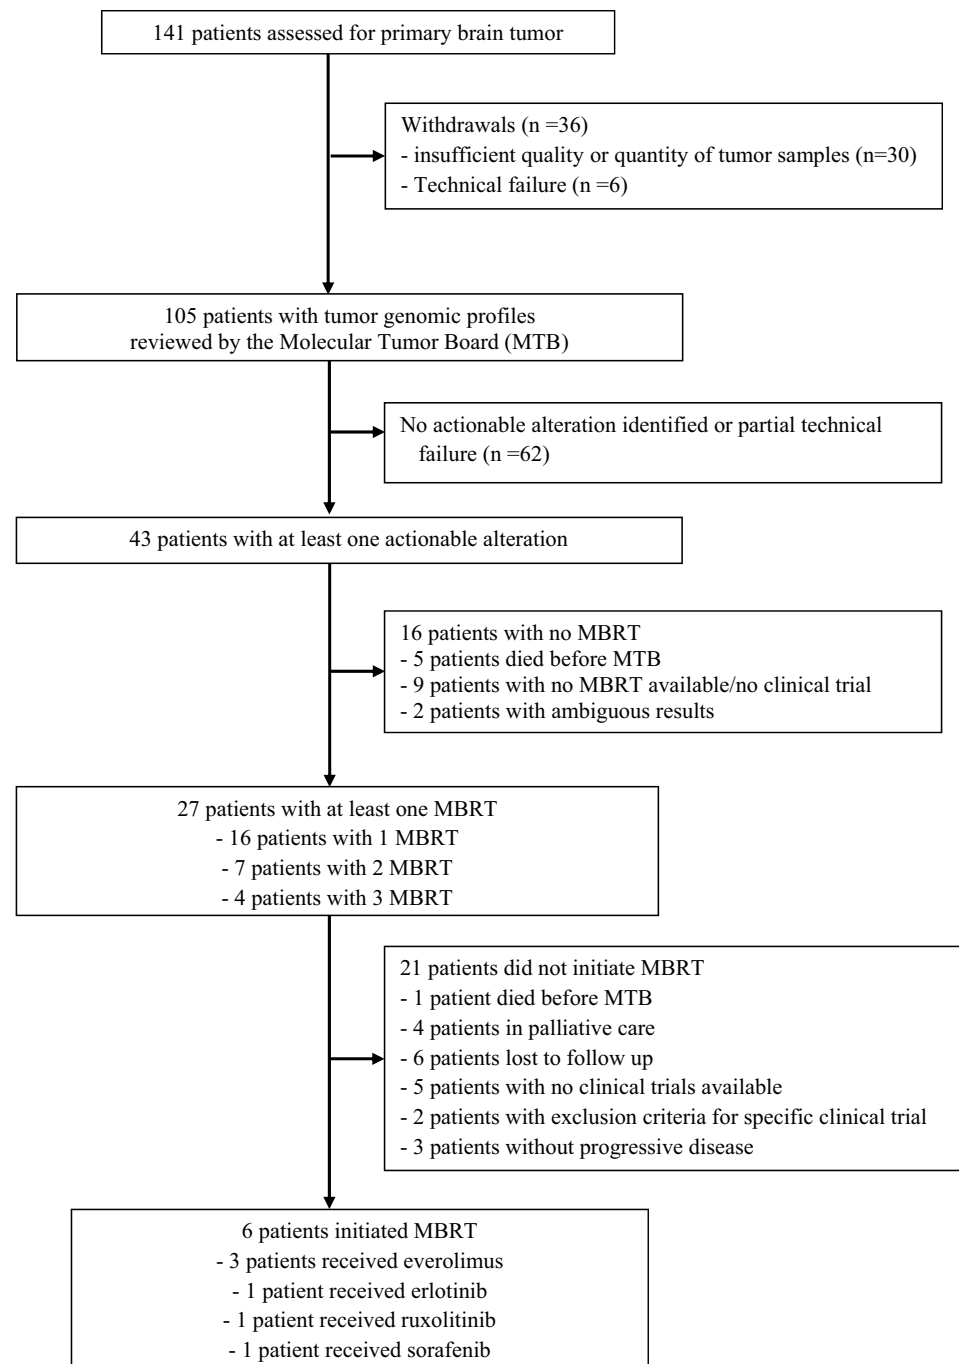 141 patients assessed for primary brain tumor
Withdrawals (n =36)
- insufficient quality or quantity of tumor samples (n=30)
- Technical failure (n =6)
105 patients with tumor genomic profiles
reviewed by the Molecular Tumor Board (MTB)
No actionable alteration identified or partial technical
failure (n =62)
43 patients with at least one actionable alteration
16 patients with no MBRT
- 5 patients died before MTB
- 9 patients with no MBRT available/no clinical trial
- 2 patients with ambiguous results
27 patients with at least one MBRT
- 16 patients with 1 MBRT
- 7 patients with 2 MBRT
- 4 patients with 3 MBRT
21 patients did not initiate MBRT
- 1 patient died before MTB
- 4 patients in palliative care
- 6 patients lost to follow up
- 5 patients with no clinical trials available
- 2 patients with exclusion criteria for specific clinical trial
- 3 patients without progressive disease
6 patients initiated MBRT
- 3 patients received everolimus
- 1 patient received erlotinib
- 1 patient received ruxolitinib
- 1 patient received sorafenib